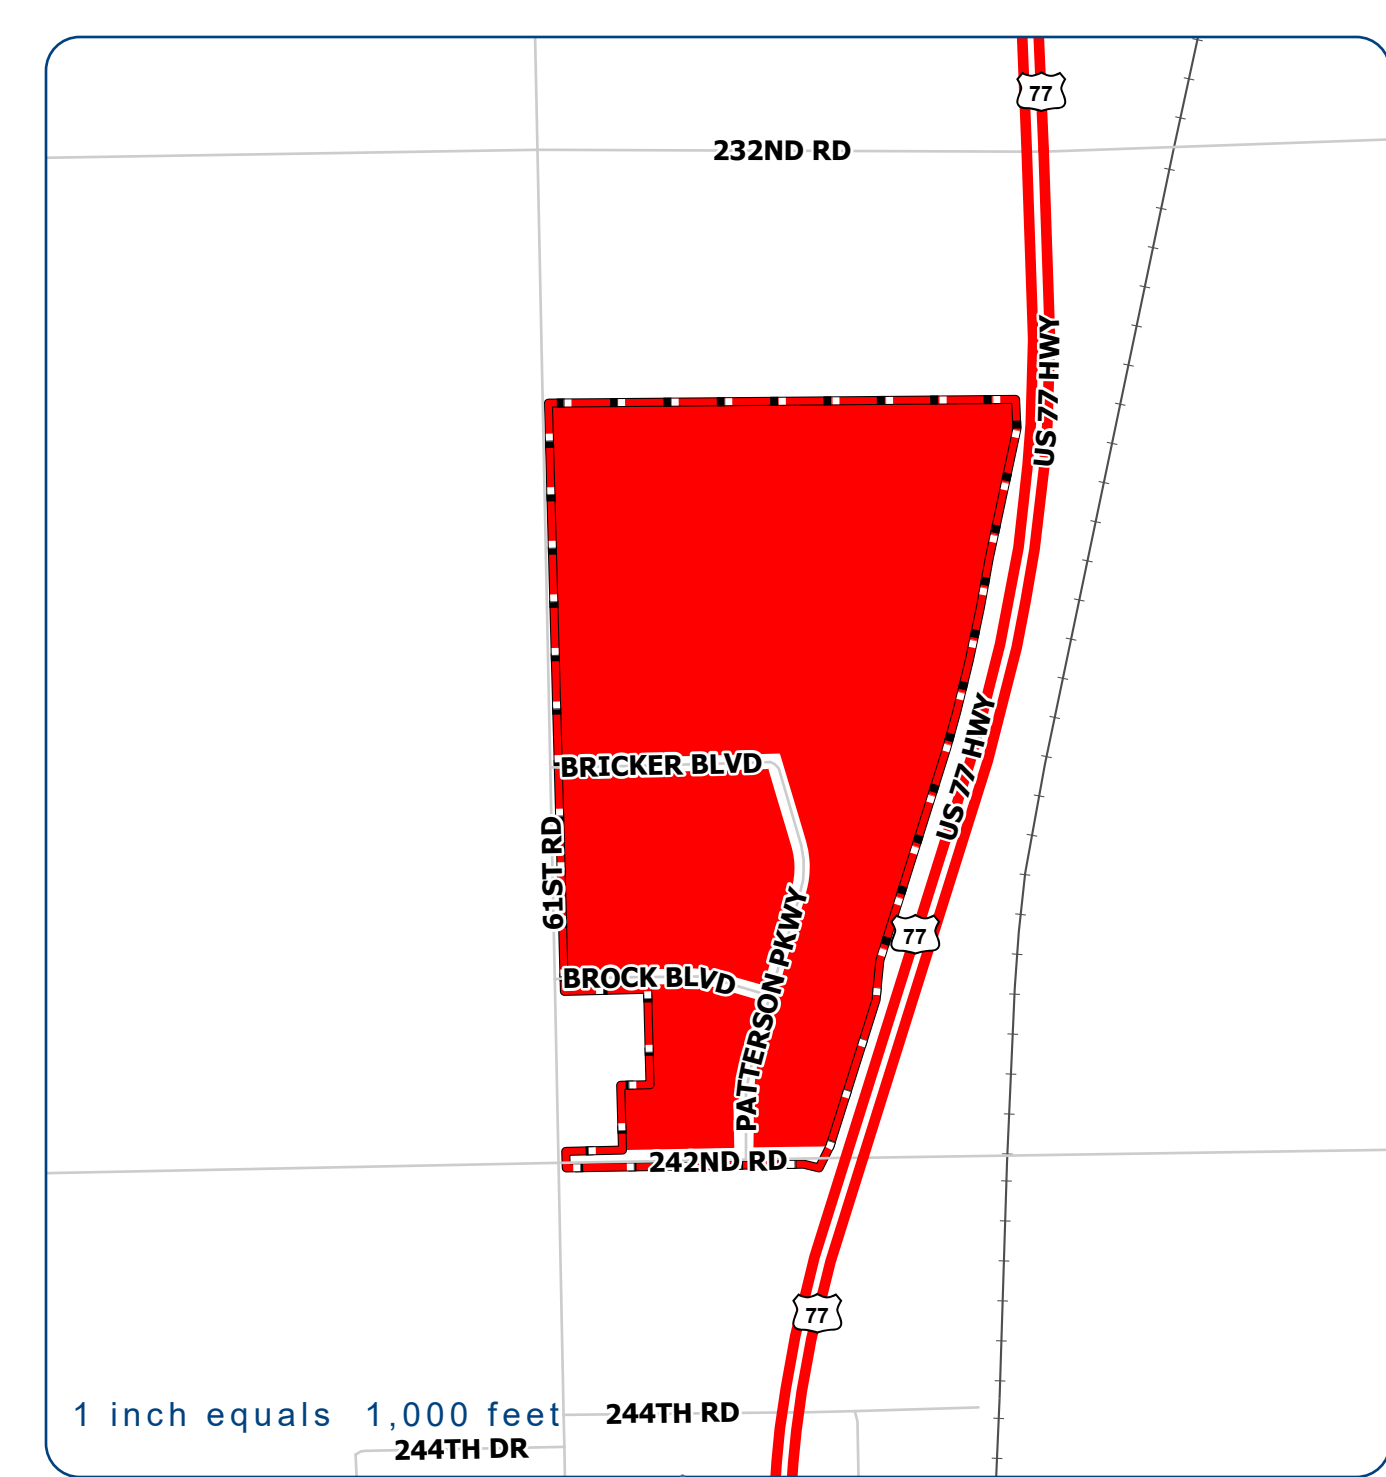 77
232ND RD
US 77 HWY
US 77 HWY
BRICKER BLVD
61ST RD
PATTERSON PKWY
77
BROCK BLVD
242ND RD
77
1 inch equals 1,000 feet
244TH RD
244TH DR